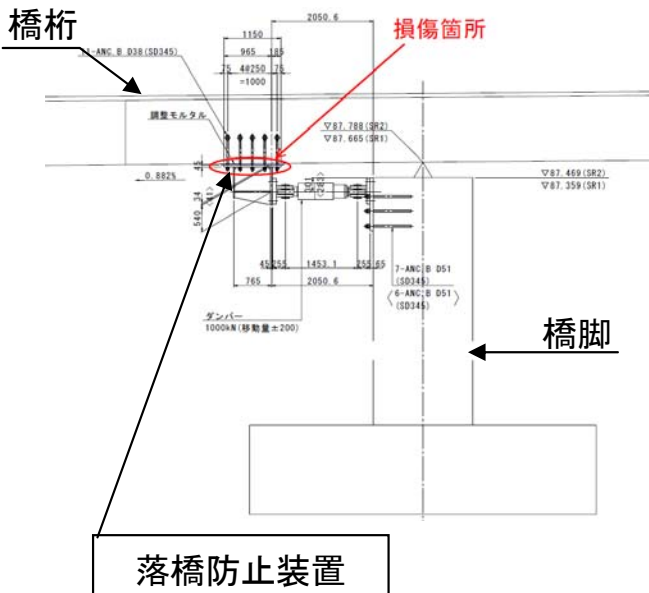 橋桁
2050.6
損傷箇所
1150
11-ANC.B D38(SD345)
965
185
75
4@250
75
=1000
調整モルタル
▽87.788(SR2)
▽87.665(SR1)
45
▽87.469(SR2)
▽87.359(SR1)
0.8825
34
540
45
255
1453.1
255
65
765
2050.6
7-ANC.B D51
(SD345)
6-ANC.B D51
(SD345)
ダンパー
1000kN(移動量±200)
橋脚
落橋防止装置